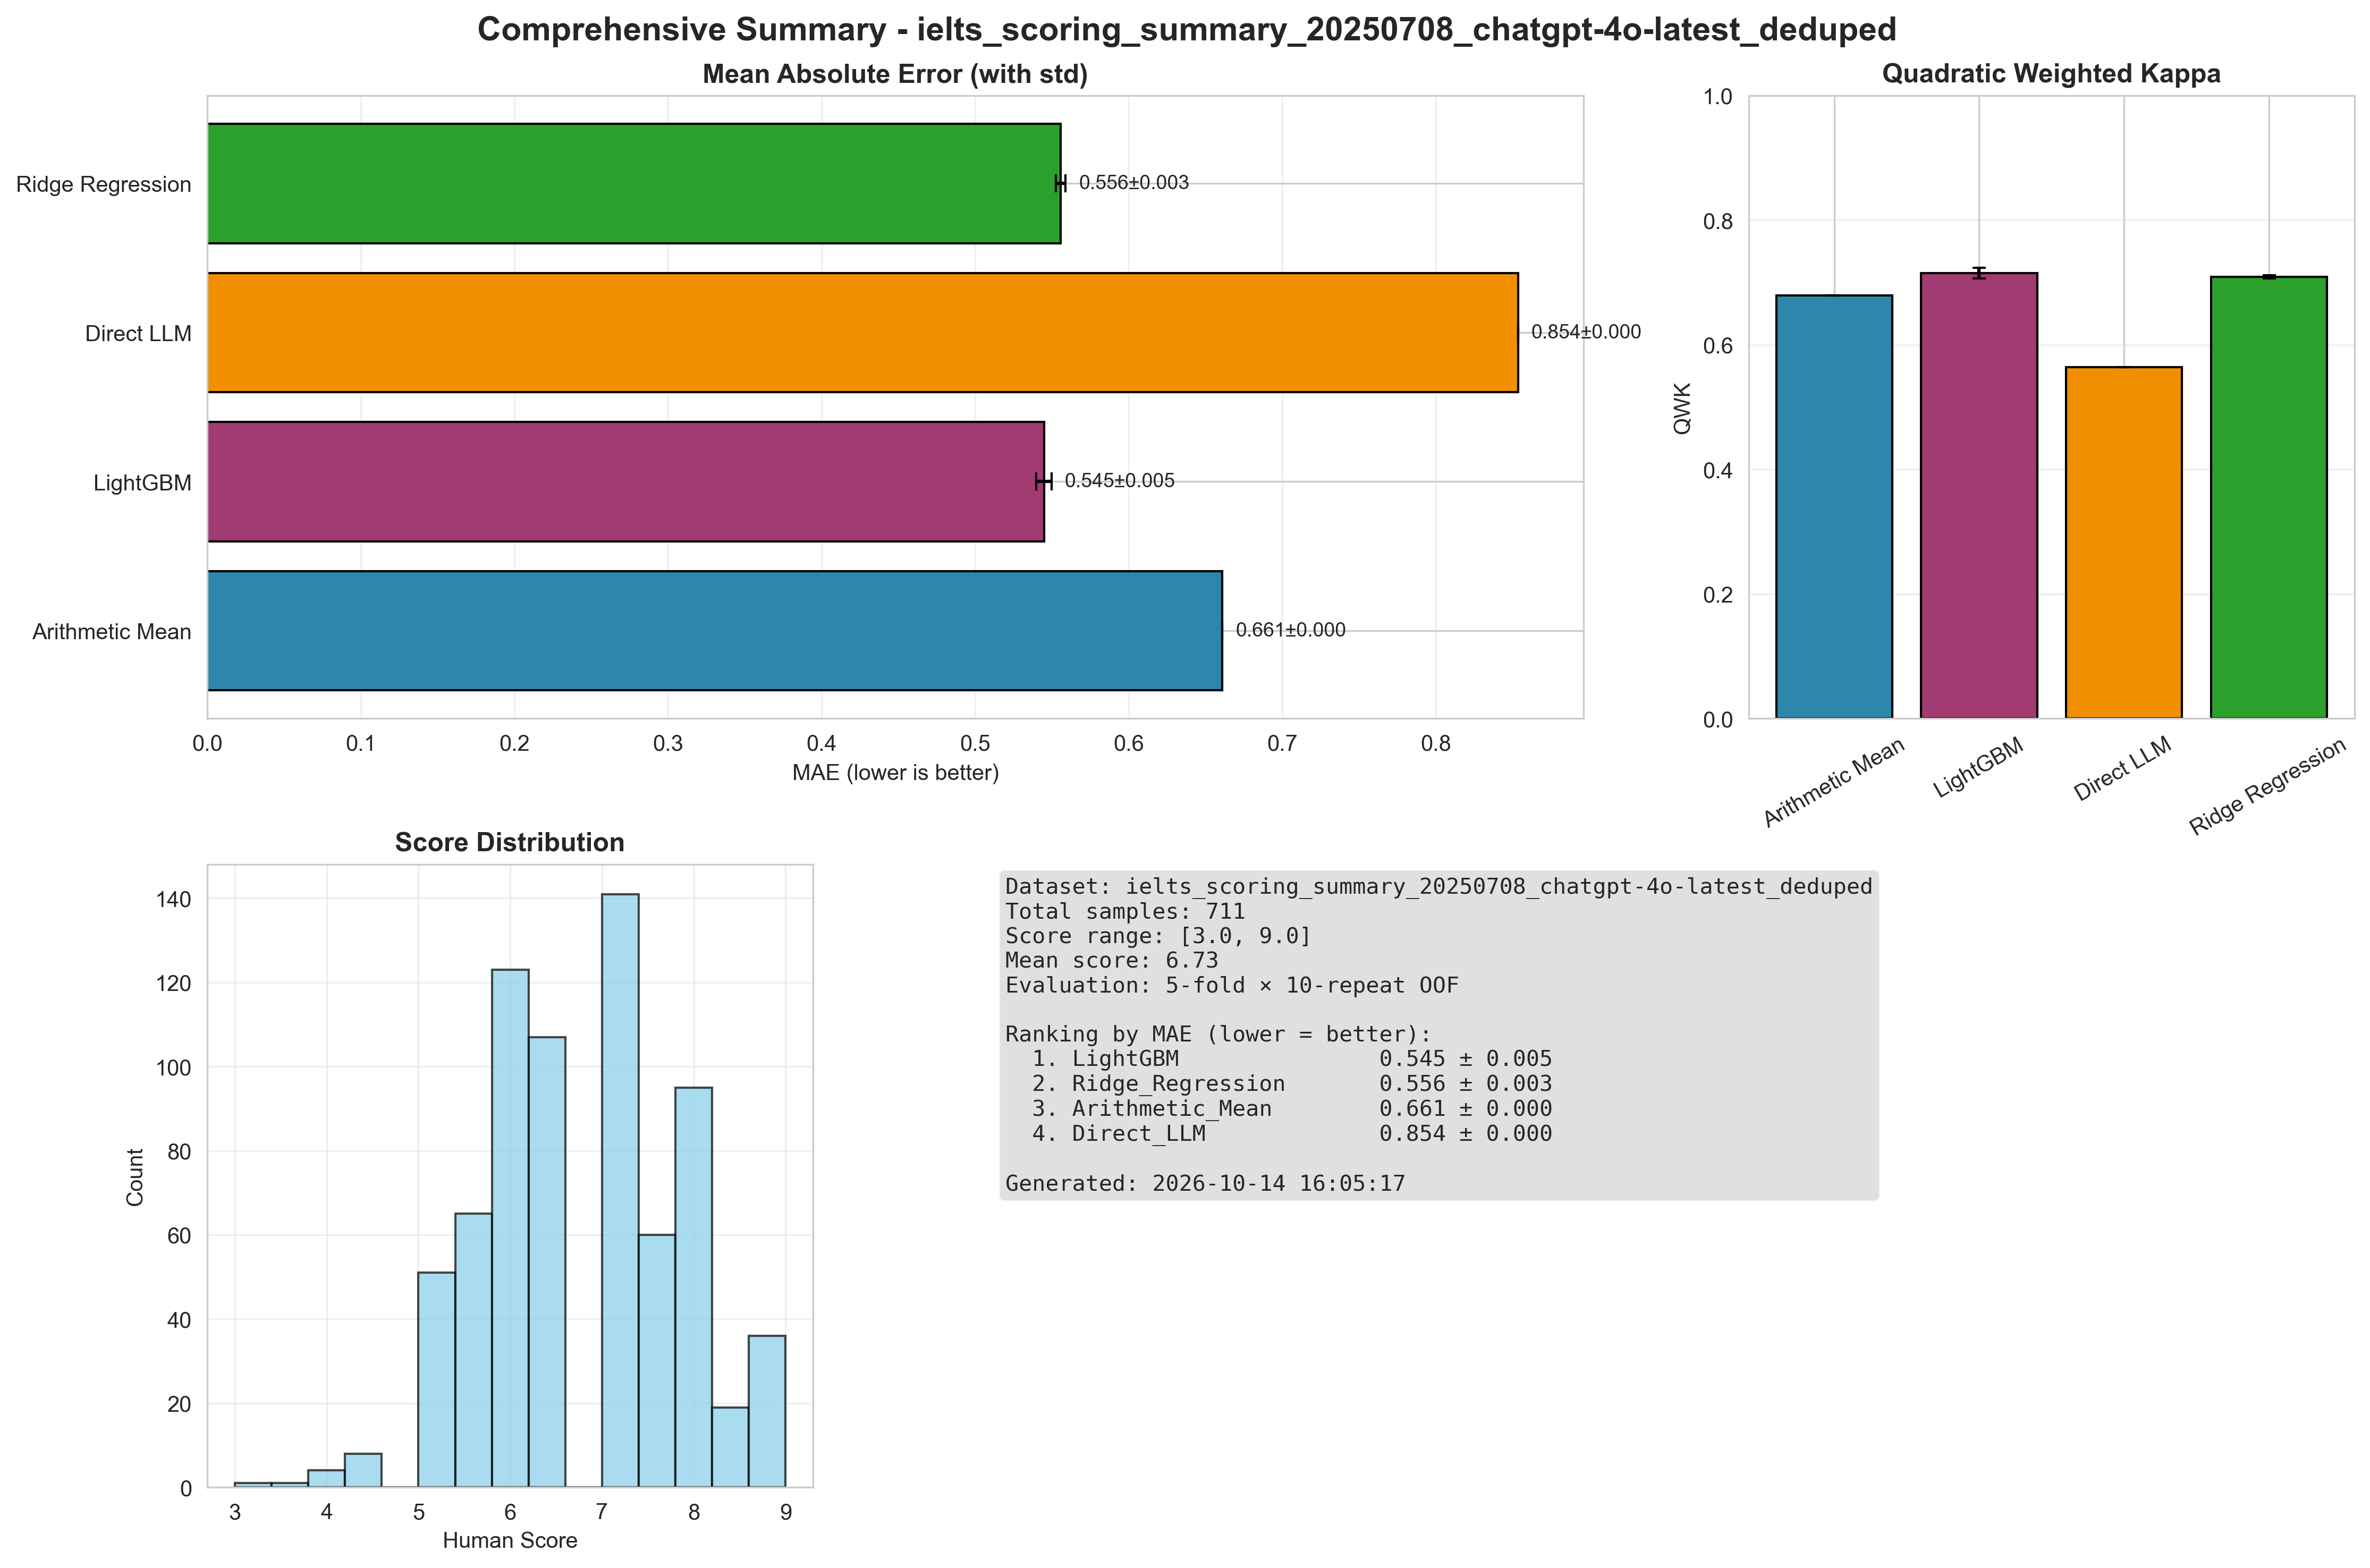 Comprehensive Summary - ielts_scoring_summary_20250708_chatgpt-4o-latest_deduped
Mean Absolute Error (with std)
Ridge Regression
0.556±0.003
Direct LLM
0.854±0.000
LightGBM
0.545±0.005
Arithmetic Mean
0.661±0.000
0.0 0.1 0.2 0.3 0.4 0.5 0.6 0.7 0.8
MAE (lower is better)
Quadratic Weighted Kappa
1.0
0.8
0.6
0.4
0.2
0.0
QWK
Arithmetic Mean
LightGBM
Direct LLM
Ridge Regression
Score Distribution
140
120
100
80
60
40
20
0
Count
3 4 5 6 7 8 9
Human Score
Dataset: ielts_scoring_summary_20250708_chatgpt-4o-latest_deduped
Total samples: 711
Score range: [3.0, 9.0]
Mean score: 6.73
Evaluation: 5-fold × 10-repeat OOF
Ranking by MAE (lower = better):
1. LightGBM 0.545 ± 0.005
2. Ridge_Regression 0.556 ± 0.003
3. Arithmetic_Mean 0.661 ± 0.000
4. Direct_LLM 0.854 ± 0.000
Generated: 2026-10-14 16:05:17